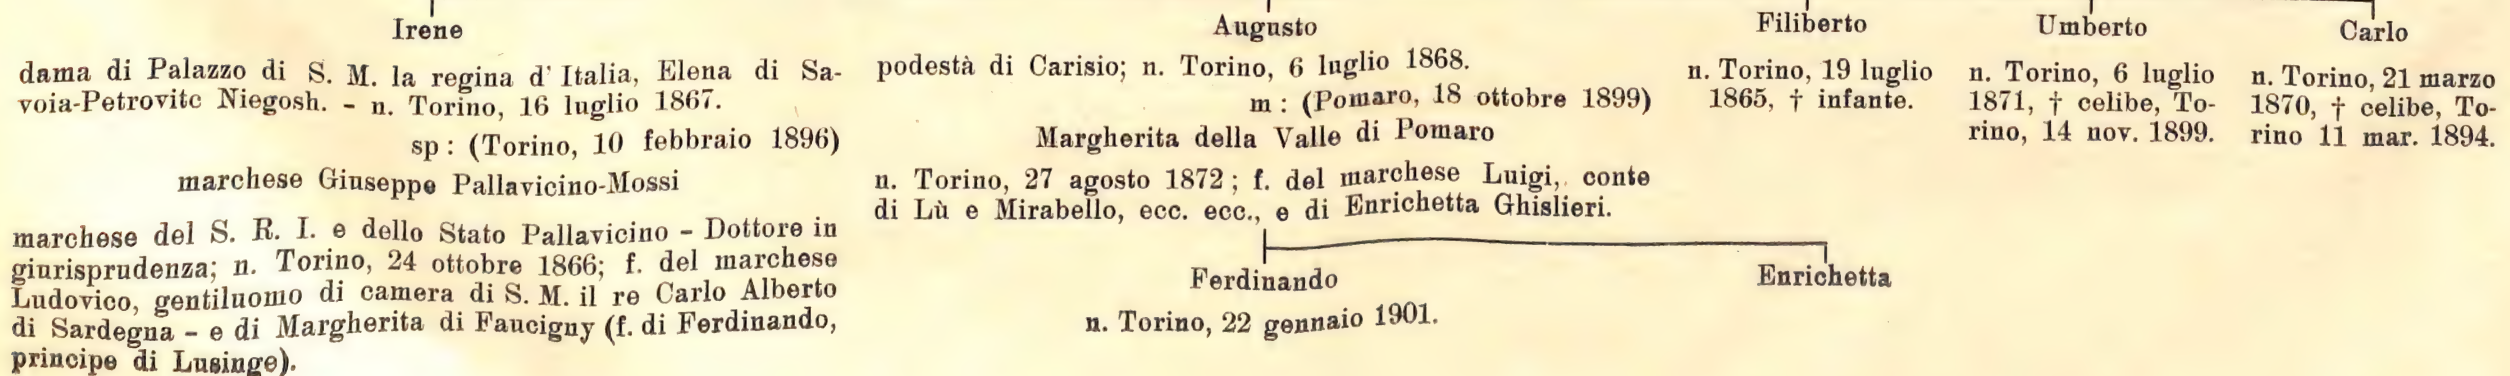 Irene
dama di Palazzo di S. M. la regina d' Italia, Elena di Sa-
voia-Petrovitc Niegosh. - n. Torino, 16 luglio 1867.
sp: (Torino, 10 febbraio 1896)
marchese Giuseppe Pallavicino-Mossi
marchese del S. R. I. e dello Stato Pallavicino - Dottore in
giurisprudenza; n. Torino, 24 ottobre 1866; f. del marchese
Ludovico, gentiluomo di camera di S. M. il re Carlo Alberto
di Sardegna - e di Margherita di Faucigny (f. di Ferdinando,
principe di Lusinge).
Augusto
podestà di Carisio; n. Torino, 6 luglio 1868.
m: (Pomaro, 18 ottobre 1899)
Margherita della Valle di Pomaro
n. Torino, 27 agosto 1872; f. del marchese Luigi, conte
di Lù e Mirabello, ecc. ecc., e di Enrichetta Ghislieri.
Ferdinando
n. Torino, 22 gennaio 1901.
Enrichetta
Filiberto
n. Torino, 19 luglio
1865, † infante.
Umberto
n. Torino, 6 luglio
1871, † celibe, To-
rino, 14 nov. 1899.
Carlo
n. Torino, 21 marzo
1870, † celibe, To-
rino 11 mar. 1894.